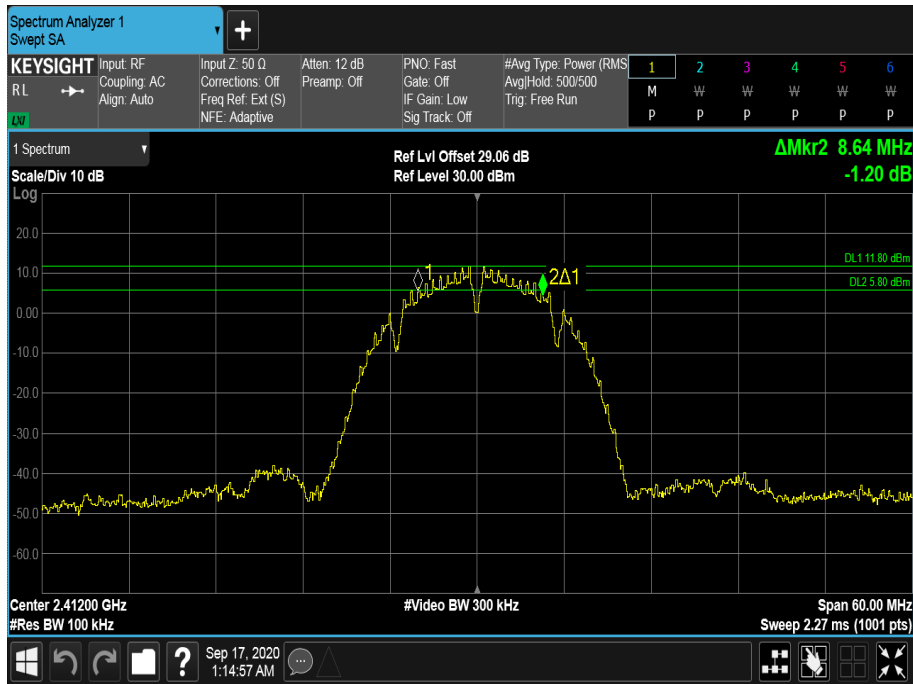 Spectrum Analyzer 1
Swept SA
+
KEYSIGHT
RL
LXI
Input: RF
Coupling: AC
Align: Auto
Input Z: 50 Ω
Corrections: Off
Freq Ref: Ext (S)
NFE: Adaptive
Atten: 12 dB
Preamp: Off
PNO: Fast
Gate: Off
IF Gain: Low
Sig Track: Off
#Avg Type: Power (RMS
Avg|Hold: 500/500
Trig: Free Run
1 2 3 4 5 6
M W W W W W
P P P P P P
1 Spectrum
Scale/Div 10 dB
Ref Lvl Offset 29.06 dB
Ref Level 30.00 dBm
ΔMkr2 8.64 MHz
-1.20 dB
Log
20.0
DL1 11.80 dBm
10.0
1
2Δ1
DL2 5.80 dBm
0.00
-10.0
-20.0
-30.0
-40.0
-50.0
-60.0
Center 2.41200 GHz
#Video BW 300 kHz
Span 60.00 MHz
#Res BW 100 kHz
Sweep 2.27 ms (1001 pts)
?
Sep 17, 2020
1:14:57 AM